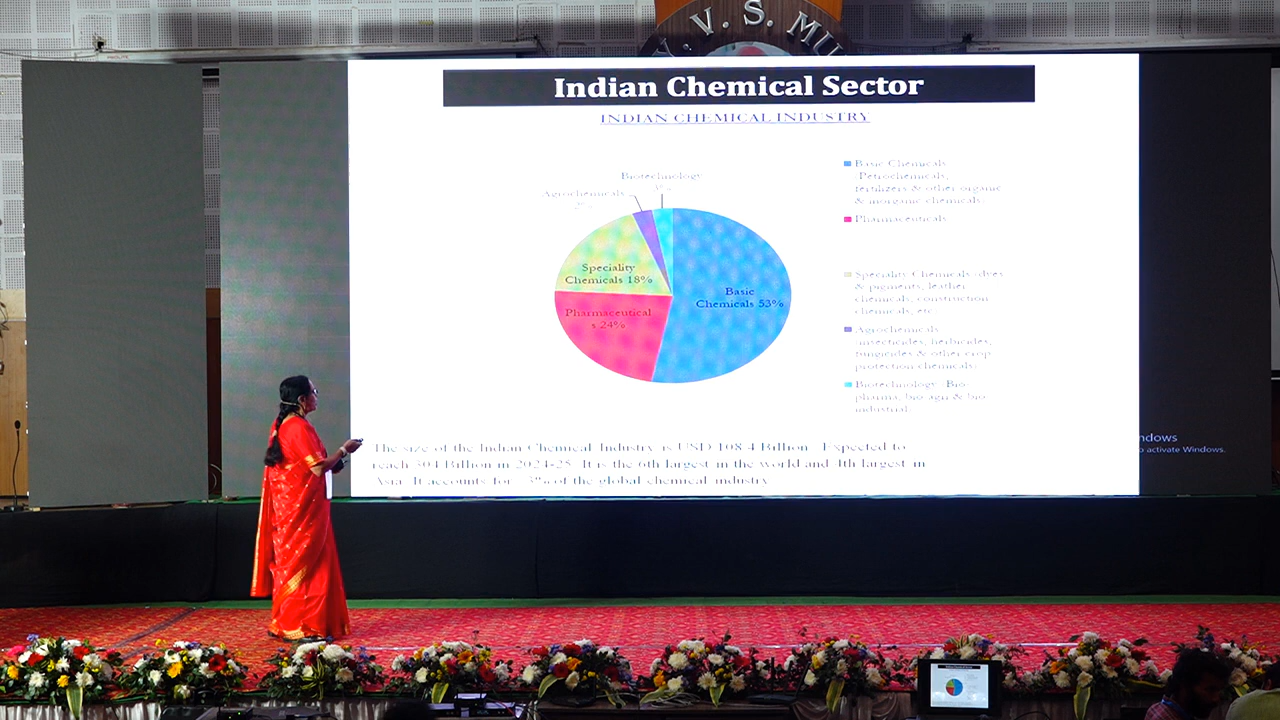 V. S. MU
Indian Chemical Sector
INDIAN CHEMICAL INDUSTRY
Biotechnology
3%
Agrochemicals
Speciality
Chemicals 18%
Basic
Chemicals 53%
Pharmaceutical
s 24%
Basic Chemicals
(Petrochemicals,
fertilizers & other organic
& inorganic chemicals
Pharmaceuticals
Speciality Chemicals (dyes
& pigments, leather
chemicals, construction
chemicals, etc)
Agrochemicals
(insecticides, herbicides,
fungicides & other crop
protection chemicals)
Biotechnology (Bio-
pharma, bio-agri & bio-
industrial)
The size of the Indian Chemical Industry is USD 108.4 Billion. Expected to
reach 304 Billion in 2024-25. It is the 6th largest in the world and 4th largest in
Asia. It accounts for 3% of the global chemical industry
ndows
o activate Windows.